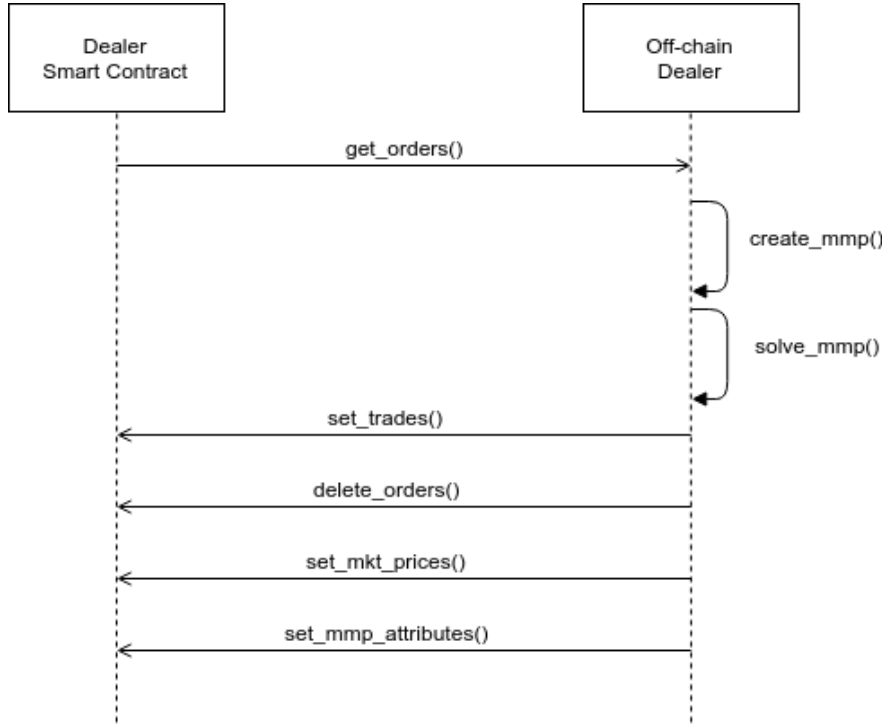 Dealer
Smart Contract
Off-chain
Dealer
get_orders()
create_mmp()
solve_mmp()
set_trades()
delete_orders()
set_mkt_prices()
set_mmp_attributes()